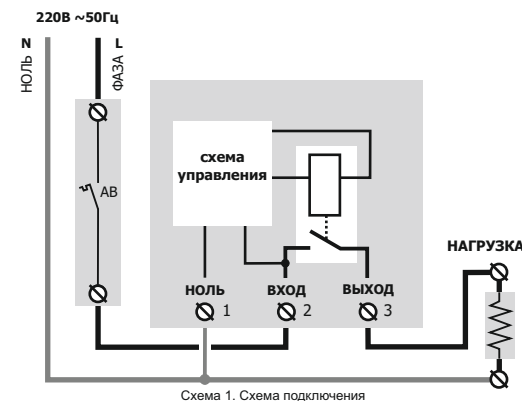 220В ~50Гц
N L
НОЛЬ
ФАЗА
АВ
схема
управления
НАГРУЗКА
НОЛЬ ВХОД ВЫХОД
1 2 3
Схема 1. Схема подключения